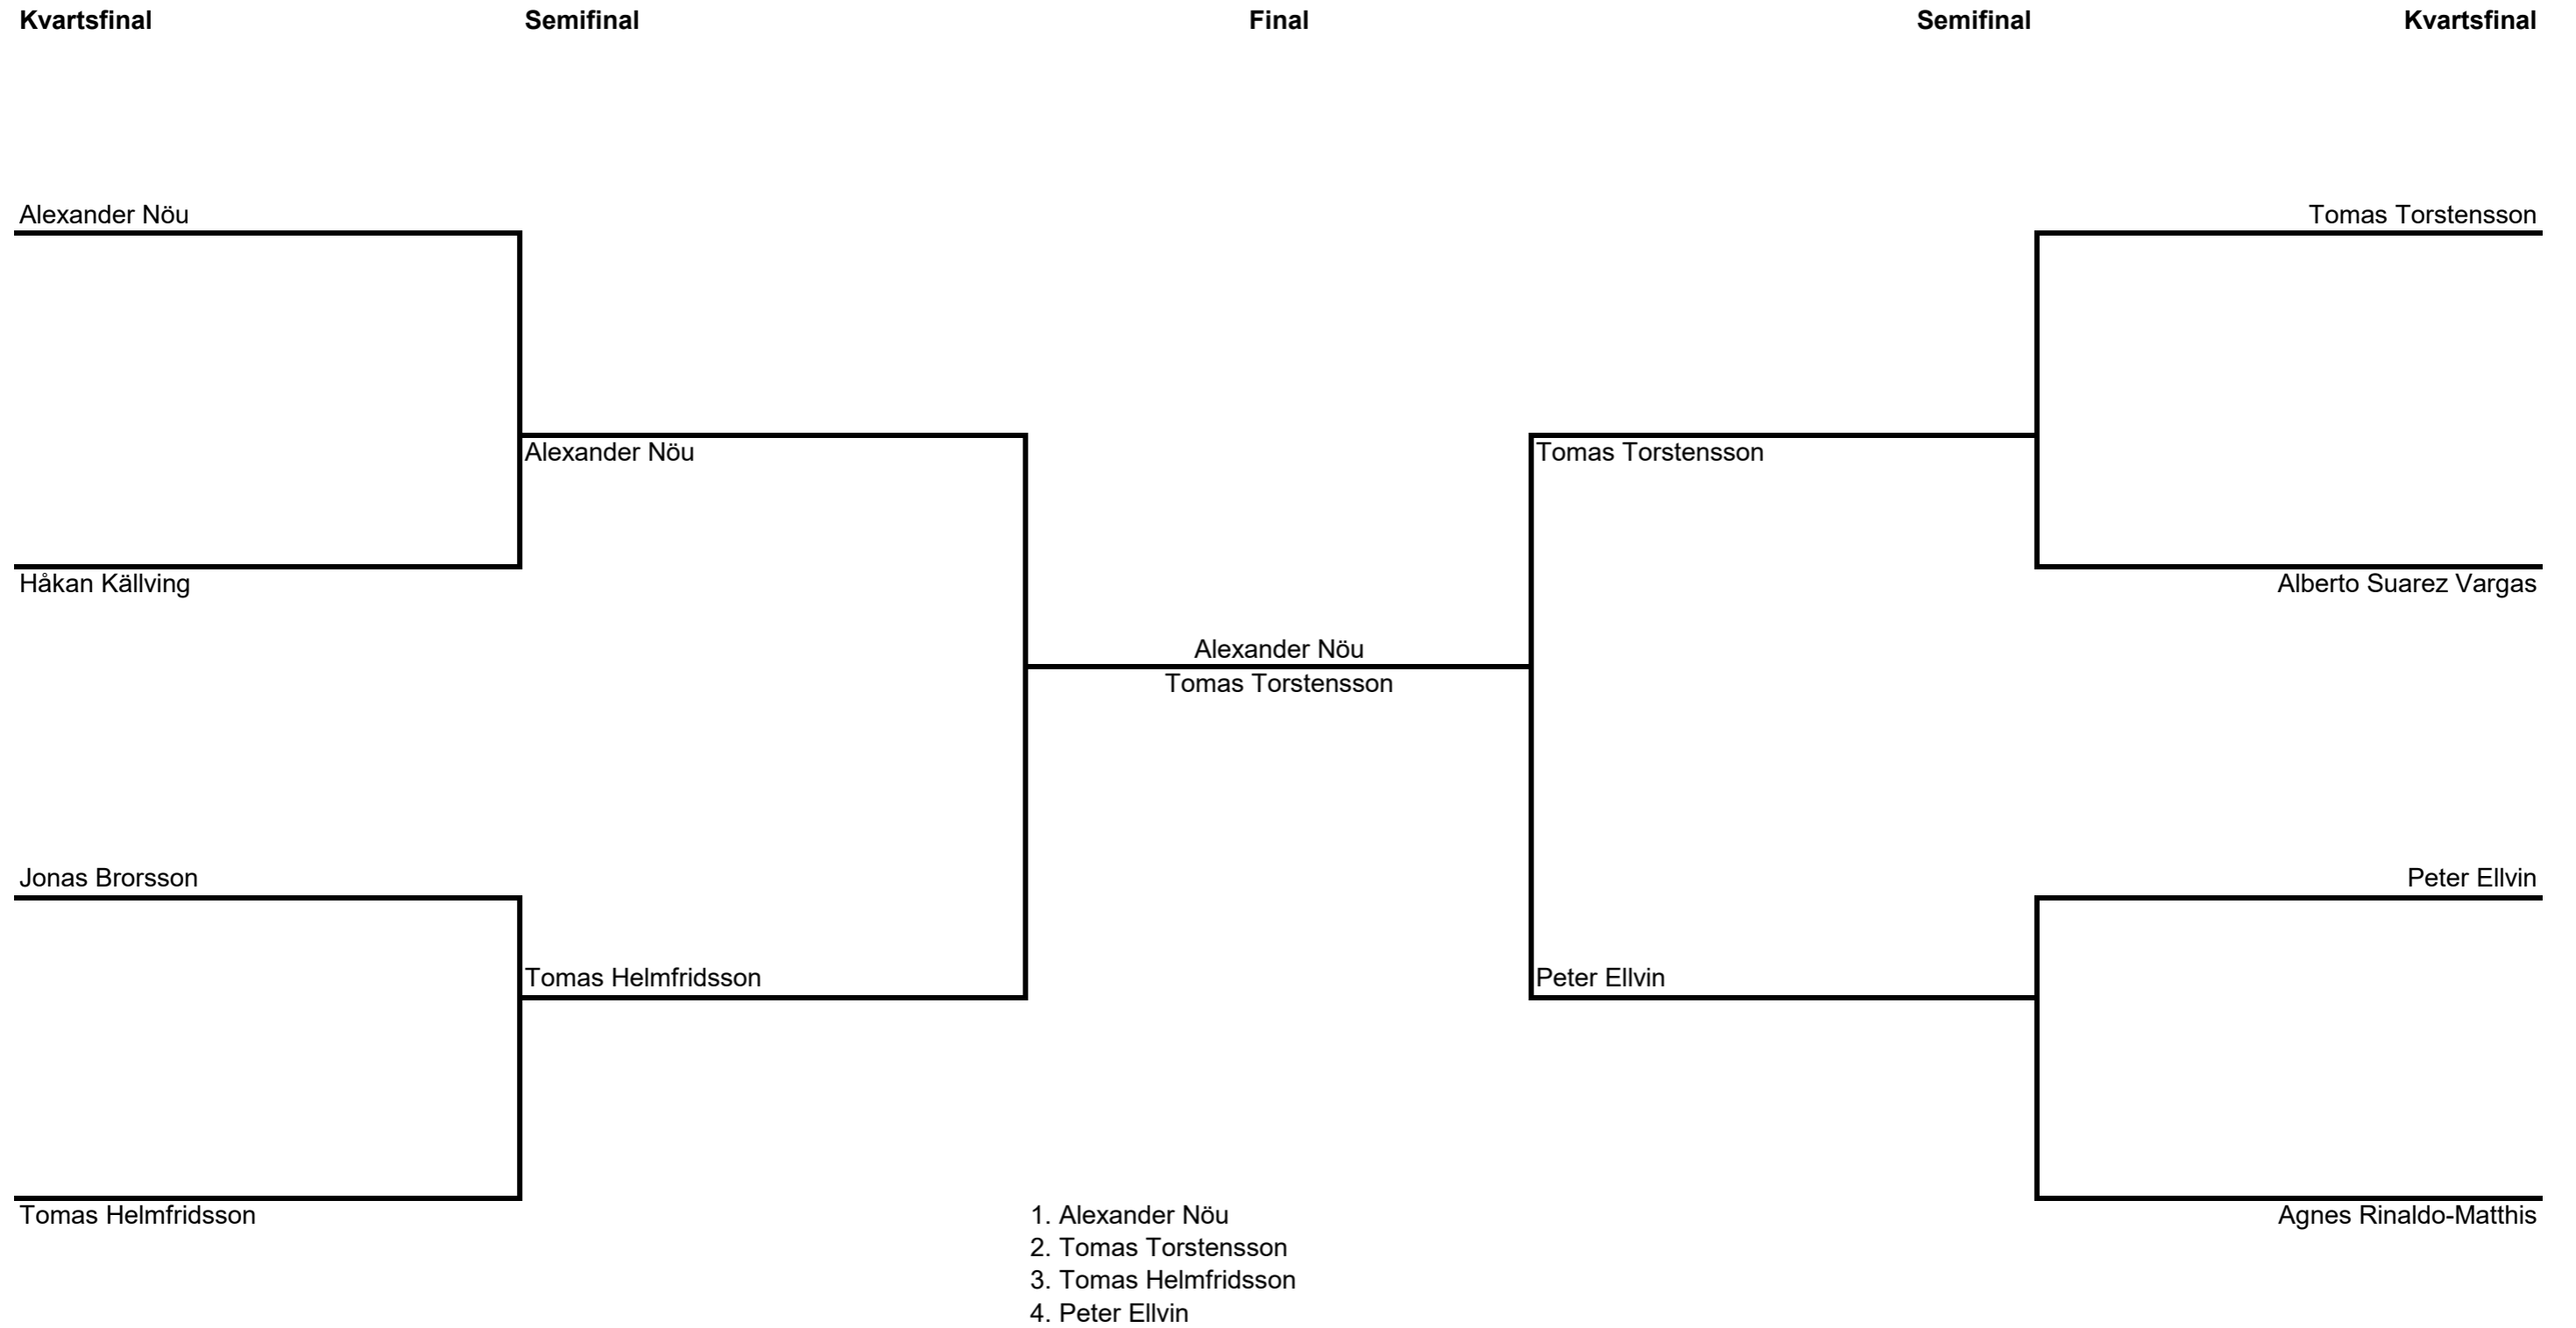 Kvartsfinal Semifinal Final Semifinal Kvartsfinal
Alexander Nöu Tomas Torstensson
Alexander Nöu Tomas Torstensson
Håkan Källving Alberto Suarez Vargas
Alexander Nöu
Tomas Torstensson
Jonas Brorsson Peter Ellvin
Tomas Helmfridsson Peter Ellvin
Tomas Helmfridsson 1. Alexander Nöu Agnes Rinaldo-Matthis
2. Tomas Torstensson
3. Tomas Helmfridsson
4. Peter Ellvin